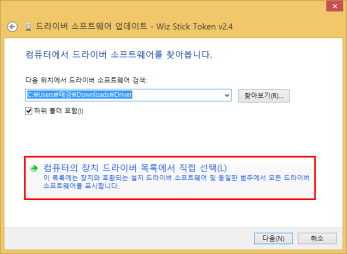 드라이버 소프트웨어 업데이트 - Wiz Stick Token v2.4
컴퓨터에서 드라이버 소프트웨어를 찾아봅니다.
다음 위치에서 드라이버 소프트웨어 검색:
C:₩Users₩태경₩Downloads₩Driver
찾아보기(R)...
하위 폴더 포함(I)
컴퓨터의 장치 드라이버 목록에서 직접 선택(L)
이 목록에는 장치와 호환되는 설치 드라이버 소프트웨어 및 동일한 범주에서 모든 드라이버
소프트웨어를 표시합니다.
다음(N)
취소